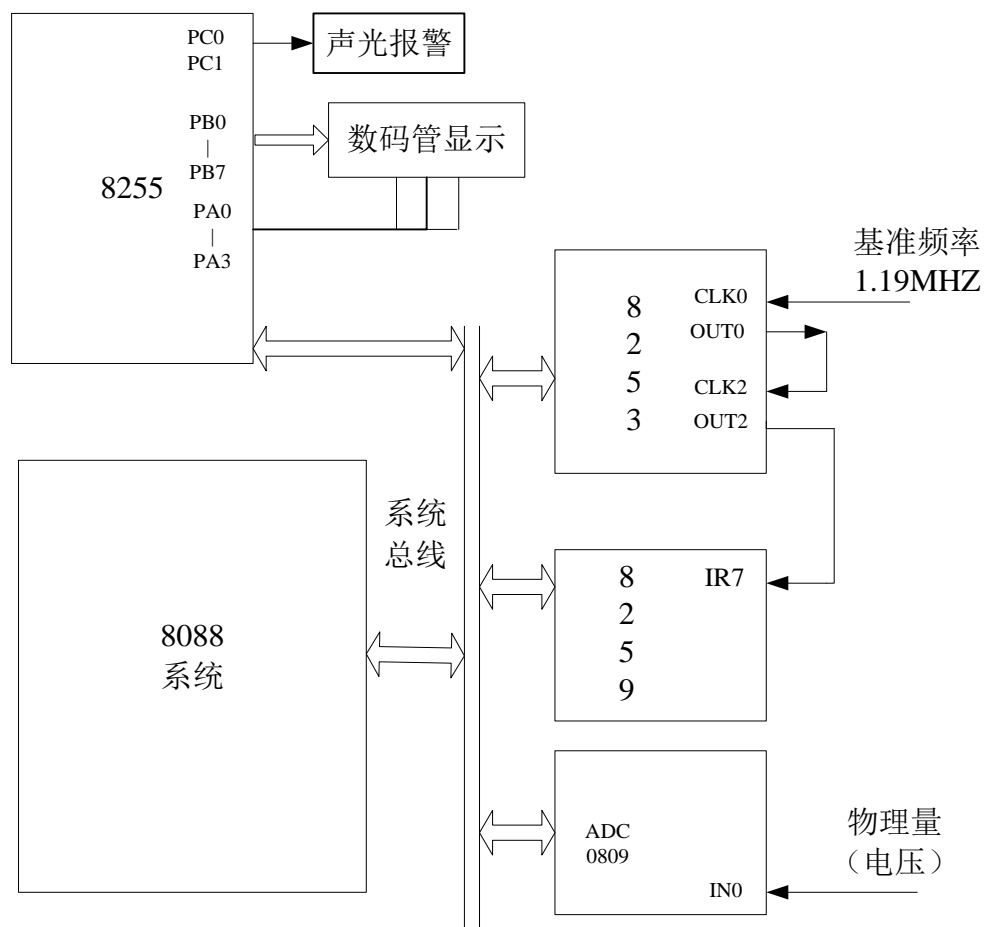 PC0
PC1
声光报警
PB0
|
PB7
数码管显示
8255
PA0
|
PA3
基准频率
1.19MHZ
8
2
5
3
CLK0
OUT0
CLK2
OUT2
系统
总线
8088
系统
8
2
5
9
IR7
ADC
0809
IN0
物理量
（电压）